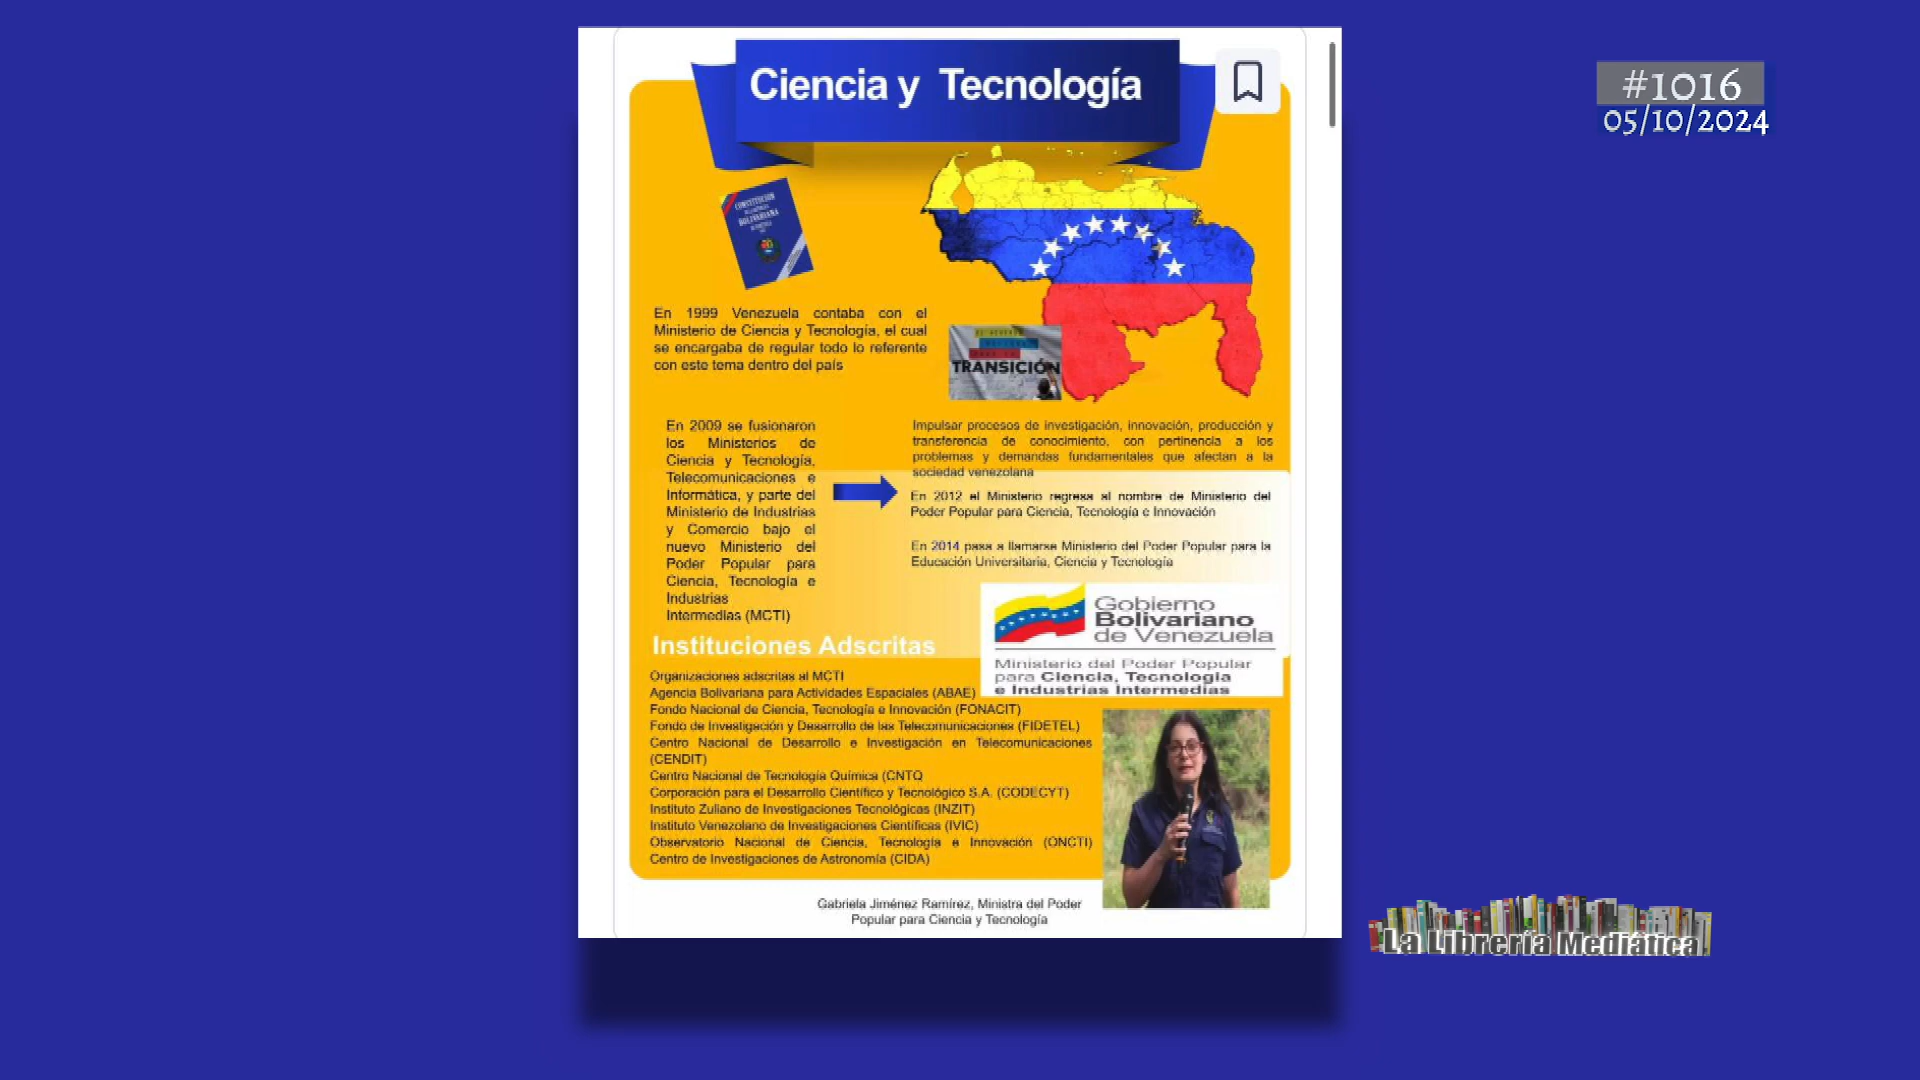 #1016
05/10/2024
Ciencia y Tecnología
CONSTITUCIÓN
BOLIVARIANA
En 1999 Venezuela contaba con el
Ministerio de Ciencia y Tecnología, el cual
se encargaba de regular todo lo referente
con este tema dentro del país
TRANSICIÓN
En 2009 se fusionaron
los Ministerios de
Ciencia y Tecnología,
Telecomunicaciones e
Informática, y parte del
Ministerio de Industrias
y Comercio bajo el
nuevo Ministerio del
Poder Popular para
Ciencia, Tecnología e
Industrias
Intermedias (MCTI)
Impulsar procesos de investigación, innovación, producción y
transferencia de conocimiento, con pertinencia a los
problemas y demandas fundamentales que afectan a la
sociedad venezolana
En 2012 el Ministerio regresa al nombre de Ministerio del
Poder Popular para Ciencia, Tecnología e Innovación
En 2014 pasa a llamarse Ministerio del Poder Popular para la
Educación Universitaria, Ciencia y Tecnología
Gobierno
Bolivariano
de Venezuela
Ministerio del Poder Popular
para Ciencia, Tecnología
e Industrias Intermedias
Instituciones Adscritas
Organizaciones adscritas al MCTI
Agencia Bolivariana para Actividades Espaciales (ABAE)
Fondo Nacional de Ciencia, Tecnología e Innovación (FONACIT)
Fondo de Investigación y Desarrollo de las Telecomunicaciones (FIDETEL)
Centro Nacional de Desarrollo e Investigación en Telecomunicaciones
(CENDIT)
Centro Nacional de Tecnología Química (CNTQ
Corporación para el Desarrollo Científico y Tecnológico S.A. (CODECYT)
Instituto Zuliano de Investigaciones Tecnológicas (INZIT)
Instituto Venezolano de Investigaciones Científicas (IVIC)
Observatorio Nacional de Ciencia, Tecnología e Innovación (ONCTI)
Centro de Investigaciones de Astronomía (CIDA)
Gabriela Jiménez Ramírez, Ministra del Poder
Popular para Ciencia y Tecnología
La Librería Mediática